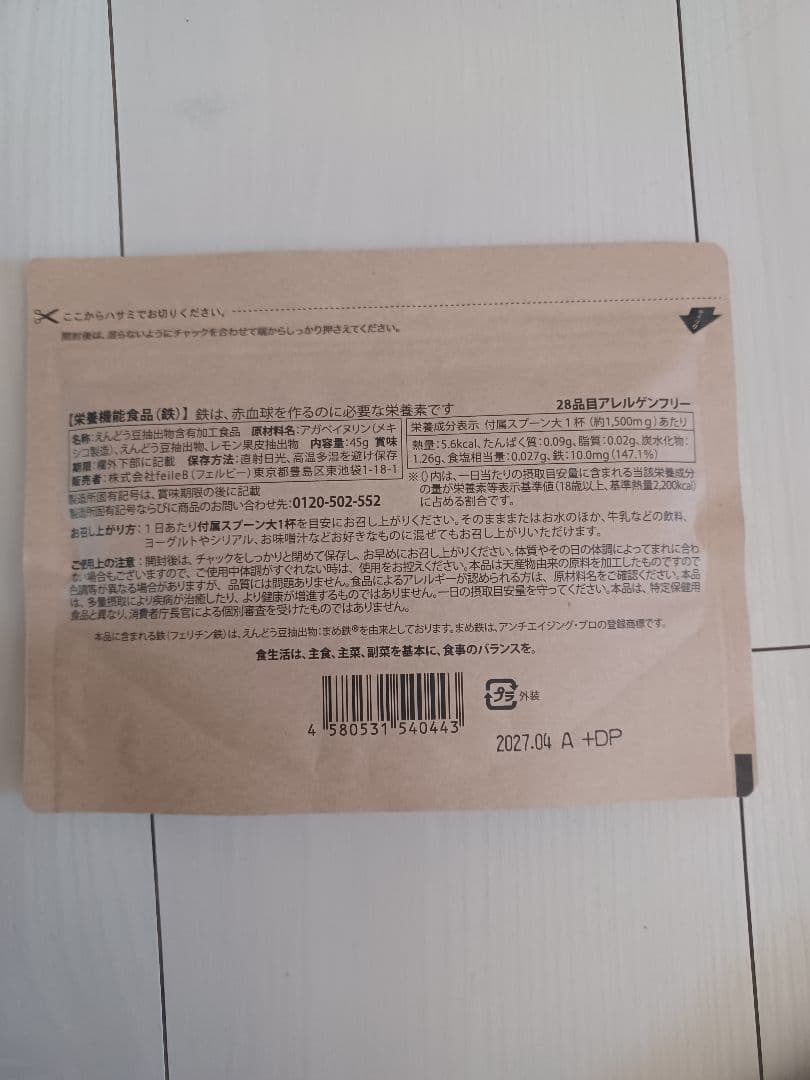 ここからハサミでお切りください。
開封後は、湿らないようにチャックを合わせて端からしっかり押さえてください。
【栄養機能食品(鉄)】鉄は、赤血球を作るのに必要な栄養素です
28品目アレルゲンフリー
名称:えんどう豆抽出物含有加工食品 原材料名:アガベイヌリン(メキ
シコ製造)、えんどう豆抽出物、レモン果皮抽出物 内容量:45g 賞味
期限:欄外下部に記載 保存方法:直射日光、高温多湿を避け保存
販売者:株式会社feileB(フェルビー)東京都豊島区東池袋1-18-1
製造所固有記号は、賞味期限の後に記載
製造所固有記号ならびに商品のお問い合わせ先:0120-502-552
栄養成分表示 付属スプーン大1杯(約1,500mg)あたり
熱量:5.6kcal、たんぱく質:0.09g、脂質:0.02g、炭水化物:
1.26g、食塩相当量:0.027g、鉄:10.0mg(147.1%)
※()内は、一日当たりの摂取目安量に含まれる当該栄養成分
の量が栄養素等表示基準値(18歳以上、基準熱量2,200kcal)
に占める割合です。
お召し上がり方:1日あたり付属スプーン大1杯を目安にお召し上がりください。そのまままたはお水のほか、牛乳などの飲料、
ヨーグルトやシリアル、お味噌汁などお好きなものに混ぜてもお召し上がりいただけます。
ご使用上の注意:開封後は、チャックをしっかりと閉めて保存し、お早めにお召し上がりください。体質やその日の体調によってまれに合わ
ない場合もございますので、ご使用中体調がすぐれない時は、使用をお控えください。本品は天産物由来の原料を加工したものですので
色調等が異なる場合がありますが、品質には問題ありません。食品によるアレルギーが認められる方は、原材料名をご確認ください。本品
は、多量摂取により疾病が治癒したり、より健康が増進するものではありません。一日の摂取目安量を守ってください。本品は、特定保健用
食品と異なり、消費者庁長官による個別審査を受けたものではありません。
本品に含まれる鉄(フェリチン鉄)は、えんどう豆抽出物:まめ鉄®を由来としております。まめ鉄は、アンチエイジング・プロの登録商標です。
食生活は、主食、主菜、副菜を基本に、食事のバランスを。
プラ 外装
4 580531 540443
2027.04 A +DP